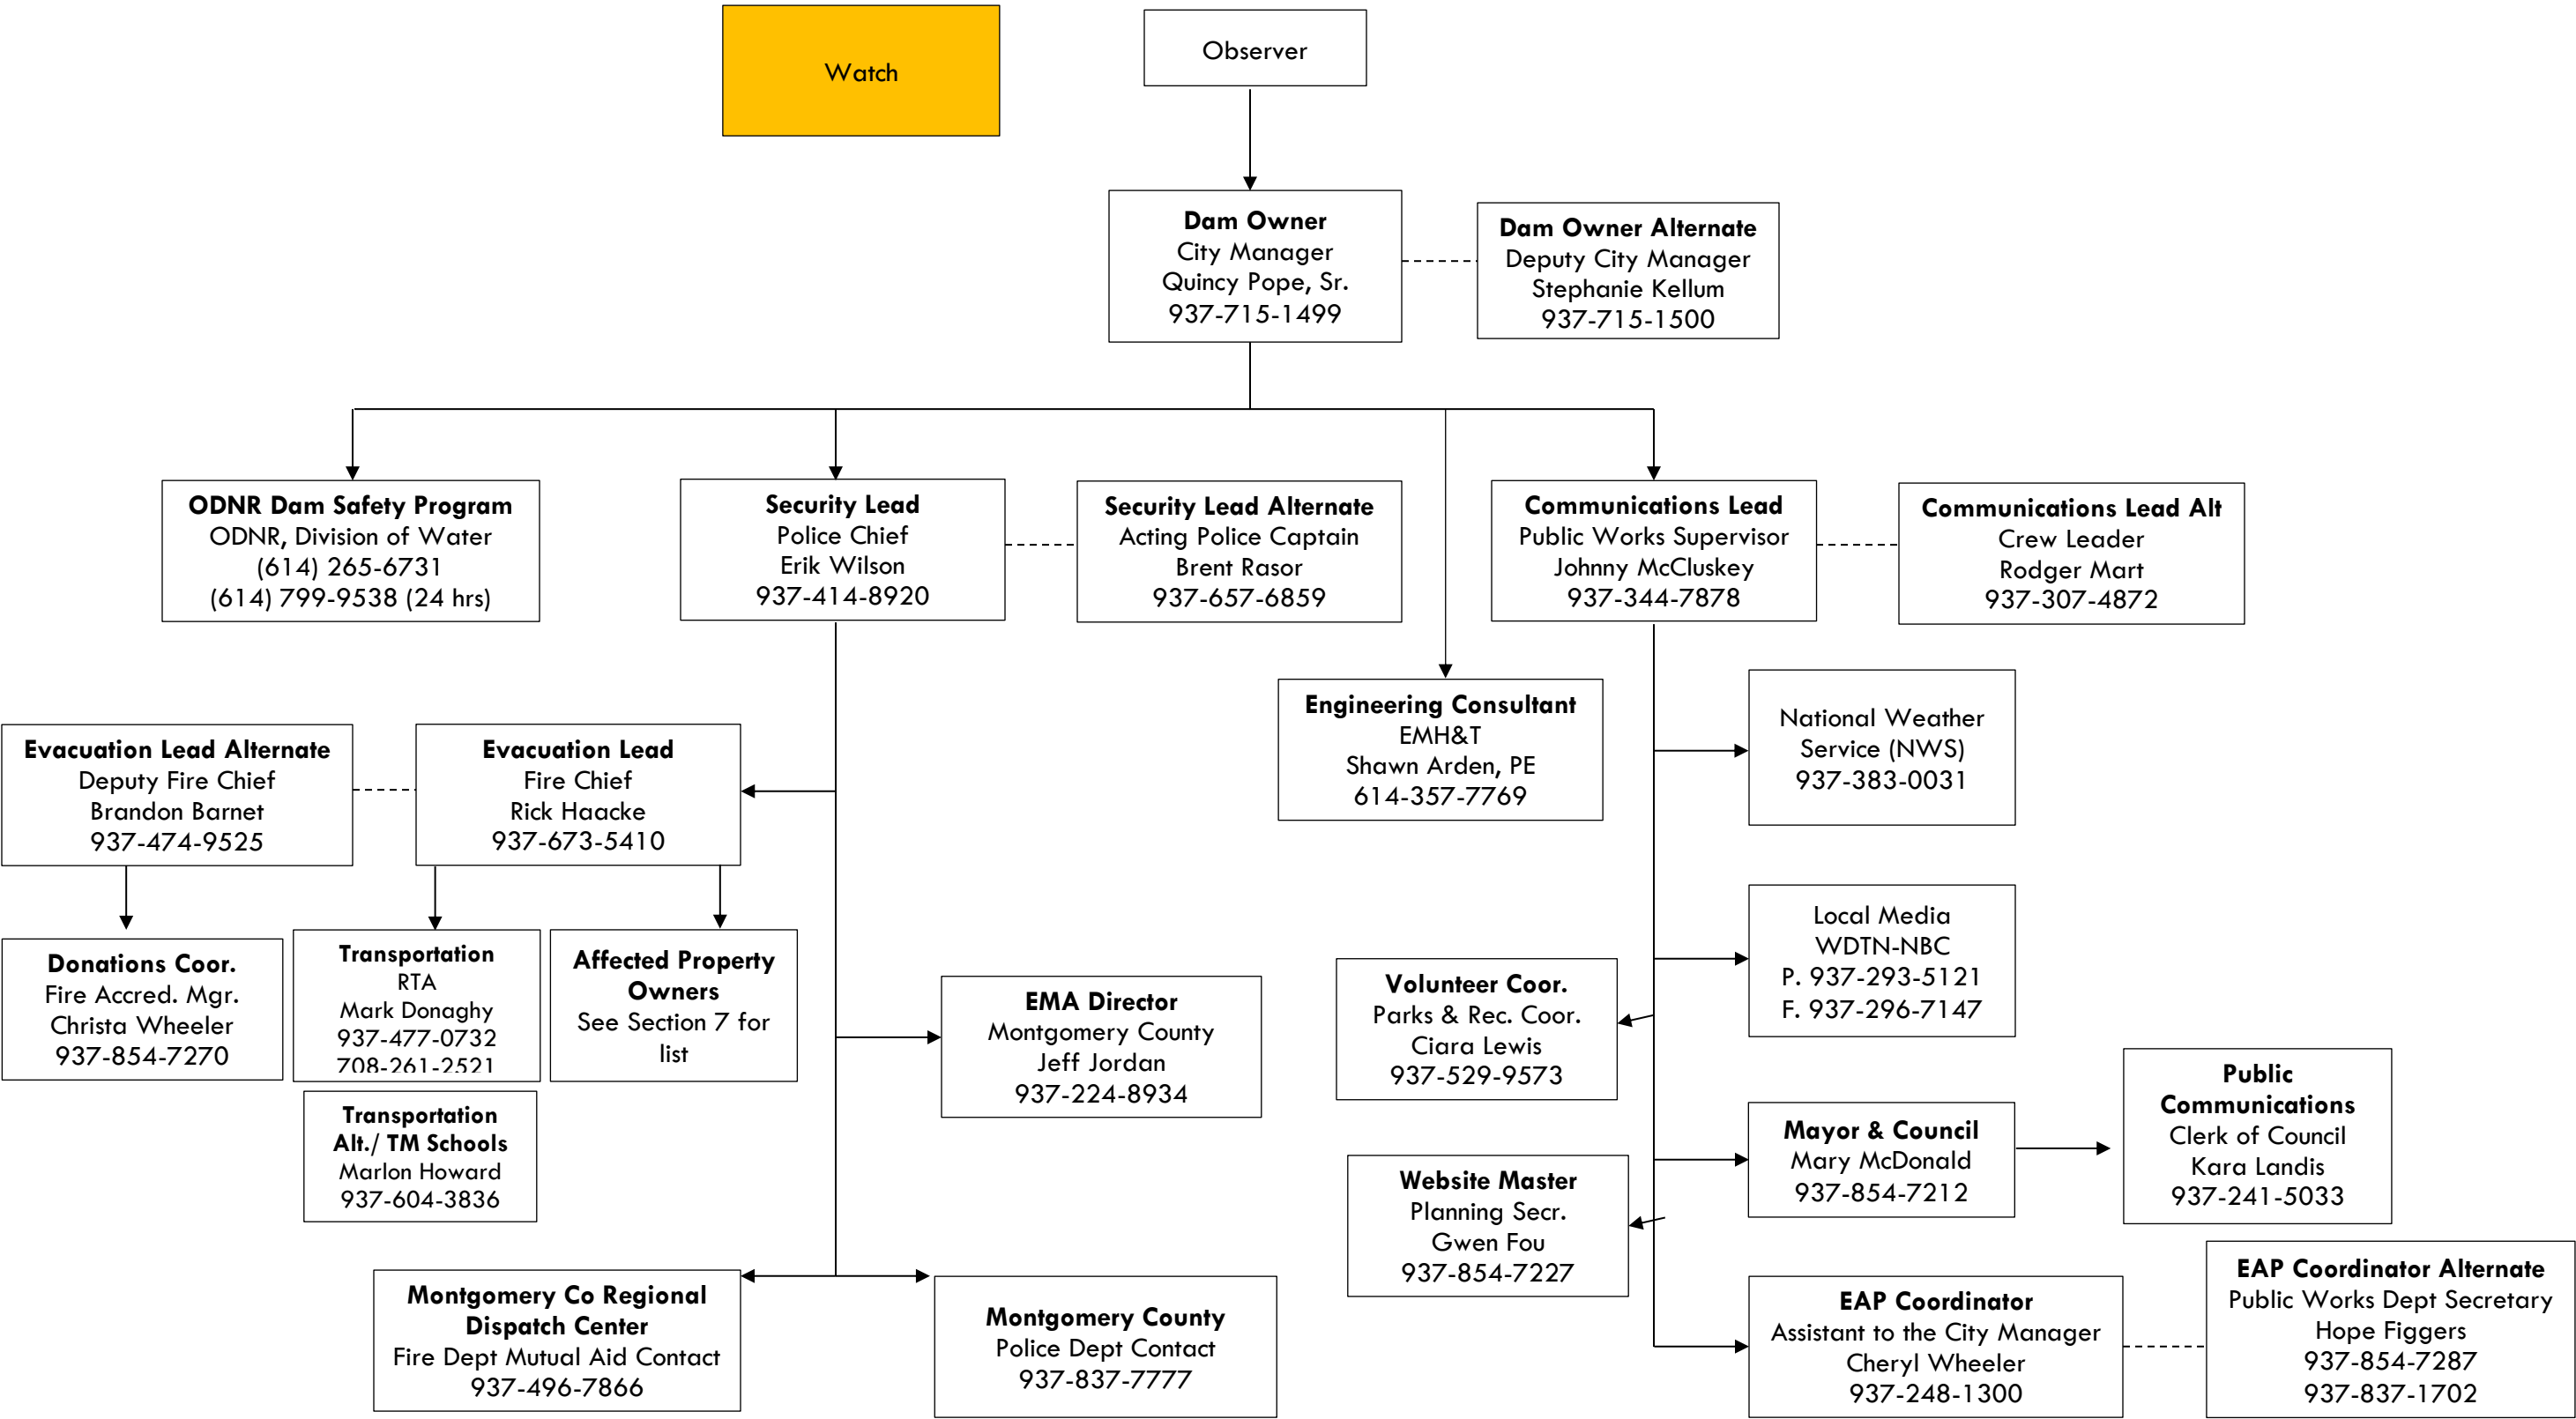 Watch
Observer
Dam Owner
City Manager
Quincy Pope, Sr.
937-715-1499
Dam Owner Alternate
Deputy City Manager
Stephanie Kellum
937-715-1500
ODNR Dam Safety Program
ODNR, Division of Water
(614) 265-6731
(614) 799-9538 (24 hrs)
Security Lead
Police Chief
Erik Wilson
937-414-8920
Security Lead Alternate
Acting Police Captain
Brent Rasor
937-657-6859
Communications Lead
Public Works Supervisor
Johnny McCluskey
937-344-7878
Communications Lead Alt
Crew Leader
Rodger Mart
937-307-4872
Engineering Consultant
EMH&T
Shawn Arden, PE
614-357-7769
National Weather
Service (NWS)
937-383-0031
Evacuation Lead Alternate
Deputy Fire Chief
Brandon Barnet
937-474-9525
Evacuation Lead
Fire Chief
Rick Haacke
937-673-5410
Donations Coor.
Fire Accred. Mgr.
Christa Wheeler
937-854-7270
Transportation
RTA
Mark Donaghy
937-477-0732
708-261-2521
Affected Property
Owners
See Section 7 for
list
Transportation
Alt./ TM Schools
Marlon Howard
937-604-3836
EMA Director
Montgomery County
Jeff Jordan
937-224-8934
Volunteer Coor.
Parks & Rec. Coor.
Ciara Lewis
937-529-9573
Local Media
WDTN-NBC
P. 937-293-5121
F. 937-296-7147
Mayor & Council
Mary McDonald
937-854-7212
Public
Communications
Clerk of Council
Kara Landis
937-241-5033
Website Master
Planning Secr.
Gwen Fou
937-854-7227
Montgomery Co Regional
Dispatch Center
Fire Dept Mutual Aid Contact
937-496-7866
Montgomery County
Police Dept Contact
937-837-7777
EAP Coordinator
Assistant to the City Manager
Cheryl Wheeler
937-248-1300
EAP Coordinator Alternate
Public Works Dept Secretary
Hope Figgers
937-854-7287
937-837-1702